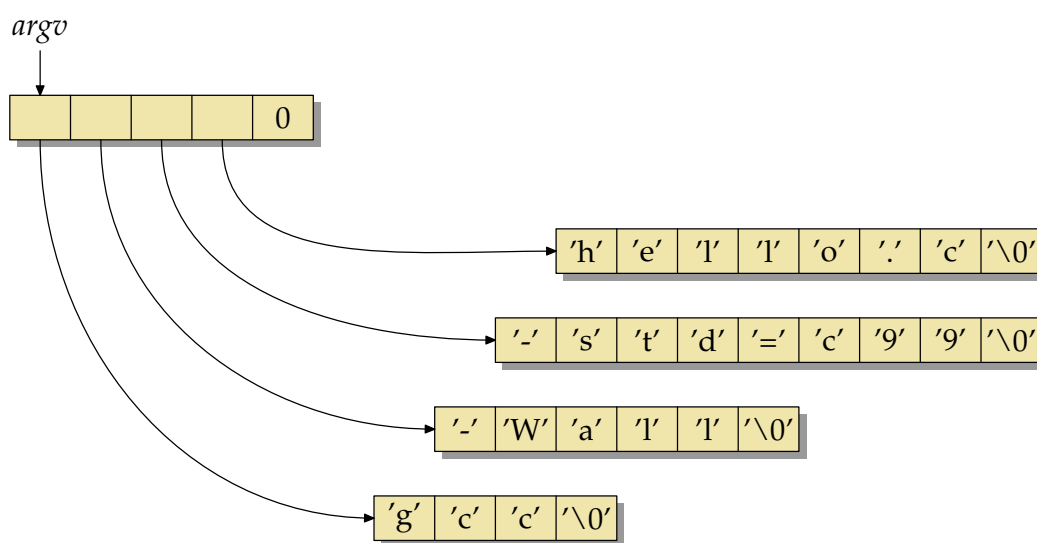 argv
0
'h' 'e' 'l' 'l' 'o' '.' 'c' '\0'
'-' 's' 't' 'd' '=' 'c' '9' '9' '\0'
'-' 'W' 'a' 'l' 'l' '\0'
'g' 'c' 'c' '\0'